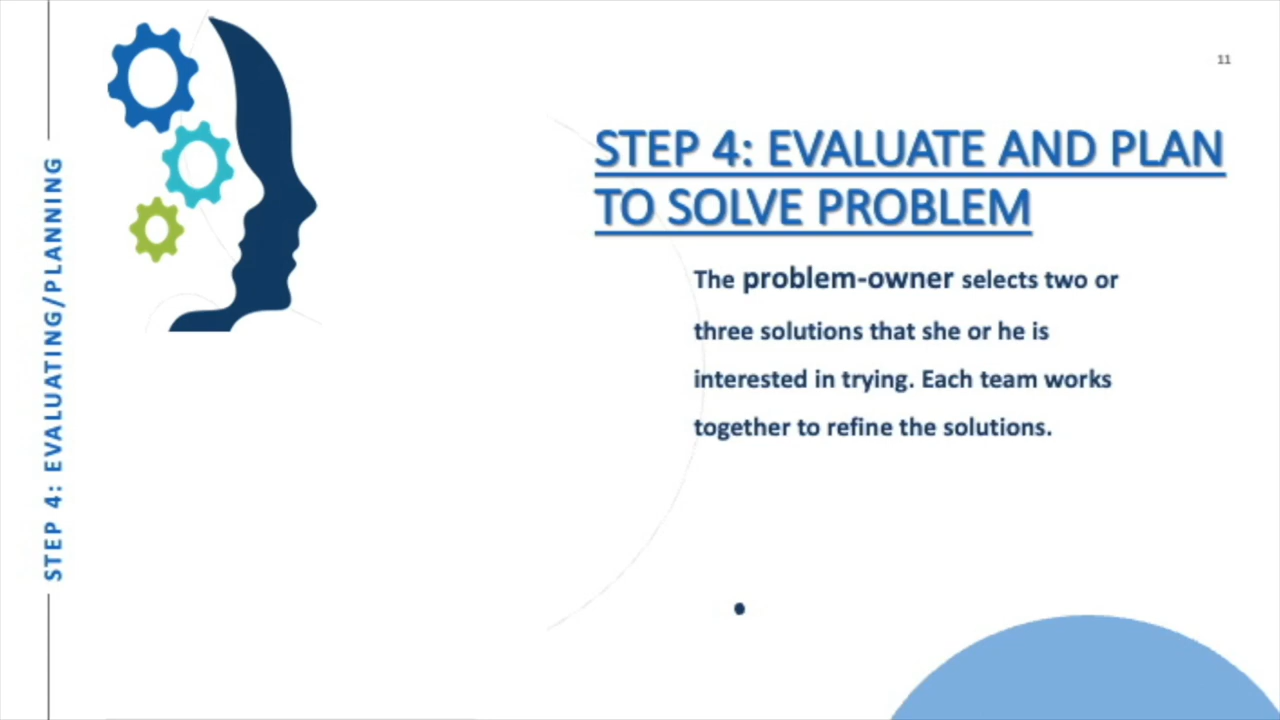 11
STEP 4: EVALUATING/PLANNING
STEP 4: EVALUATE AND PLAN
TO SOLVE PROBLEM
The problem-owner selects two or
three solutions that she or he is
interested in trying. Each team works
together to refine the solutions.